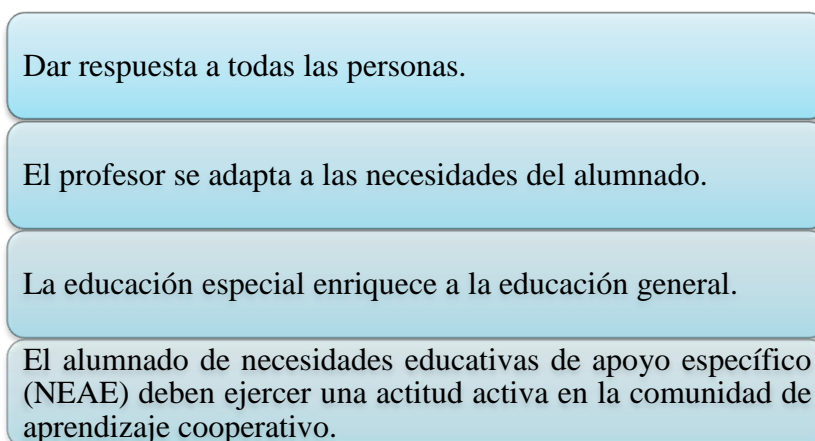 Dar respuesta a todas las personas.
El profesor se adapta a las necesidades del alumnado.
La educación especial enriquece a la educación general.
El alumnado de necesidades educativas de apoyo específico
(NEAE) deben ejercer una actitud activa en la comunidad de
aprendizaje cooperativo.